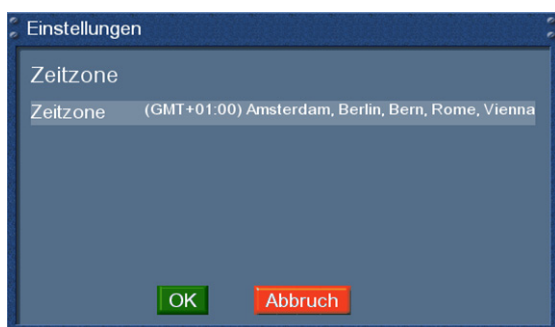 Einstellungen
Zeitzone
Zeitzone (GMT+01:00) Amsterdam, Berlin, Bern, Rome, Vienna
OK Abbruch